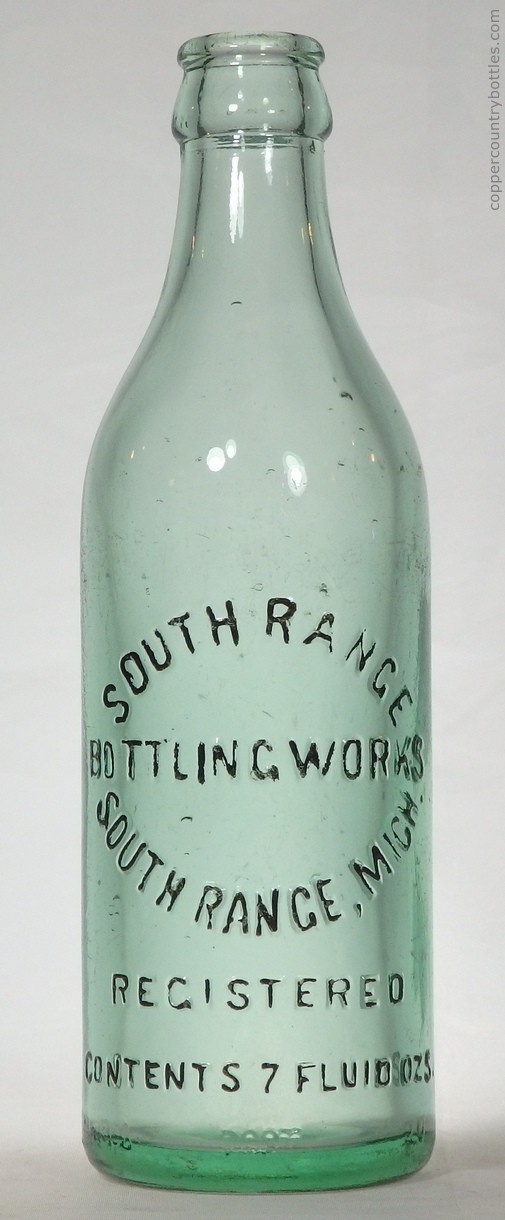 coppercountrybottles.com
SOUTH RANGE
BOTTLING WORKS
SOUTH RANGE, MICH.
REGISTERED
CONTENTS 7 FLUID OZS.